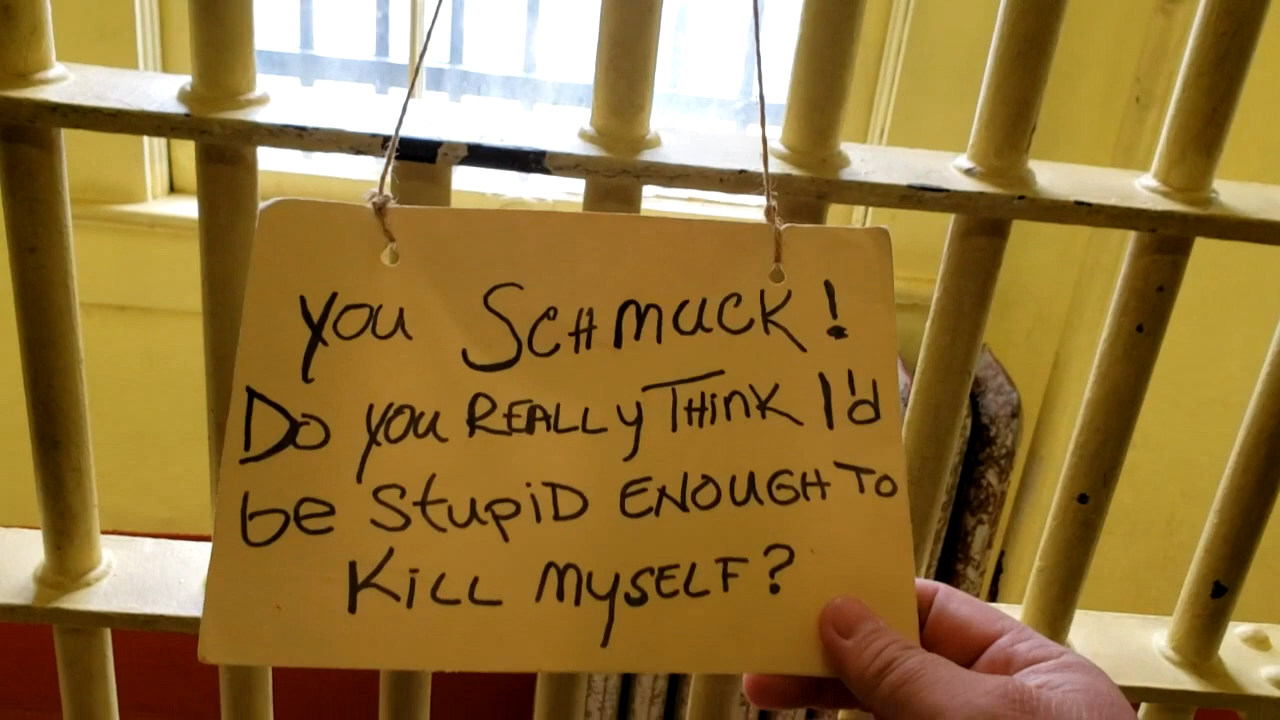 You SCHMUCK!
Do you REALLY THiNK I'd
be StupiD ENOUGH TO
KiLL MySELF?